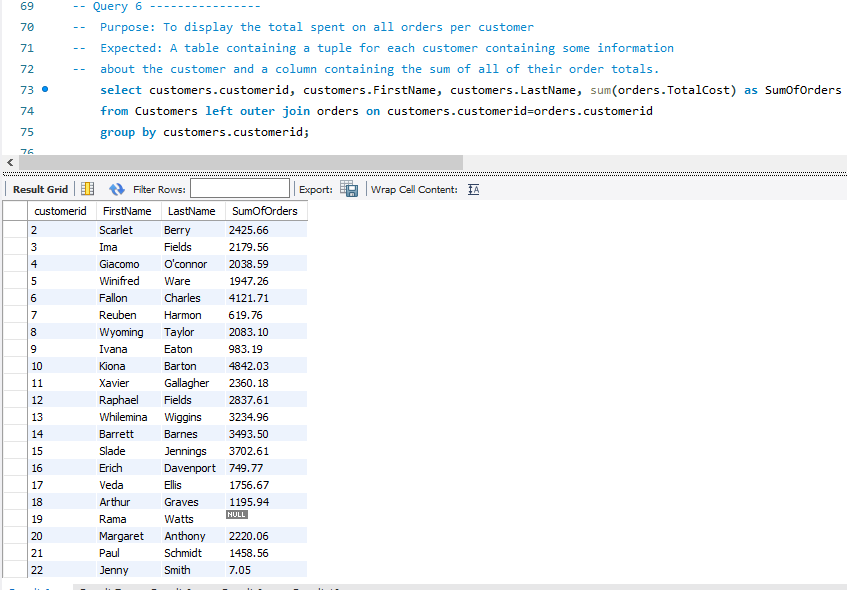 69 -- Query 6 ----------------
70 -- Purpose: To display the total spent on all orders per customer
71 -- Expected: A table containing a tuple for each customer containing some information
72 -- about the customer and a column containing the sum of all of their order totals.
73 select customers.customerid, customers.FirstName, customers.LastName, sum(orders.TotalCost) as SumOfOrders
74 from Customers left outer join orders on customers.customerid=orders.customerid
75 group by customers.customerid;
76
Result Grid Filter Rows: Export: Wrap Cell Content:
customerid FirstName LastName SumOfOrders
2 Scarlet Berry 2425.66
3 Ima Fields 2179.56
4 Giacomo O'connor 2038.59
5 Winifred Ware 1947.26
6 Fallon Charles 4121.71
7 Reuben Harmon 619.76
8 Wyoming Taylor 2083.10
9 Ivana Eaton 983.19
10 Kiona Barton 4842.03
11 Xavier Gallagher 2360.18
12 Raphael Fields 2837.61
13 Whilemina Wiggins 3234.96
14 Barrett Barnes 3493.50
15 Slade Jennings 3702.61
16 Erich Davenport 749.77
17 Veda Ellis 1756.67
18 Arthur Graves 1195.94
19 Rama Watts NULL
20 Margaret Anthony 2220.06
21 Paul Schmidt 1458.56
22 Jenny Smith 7.05